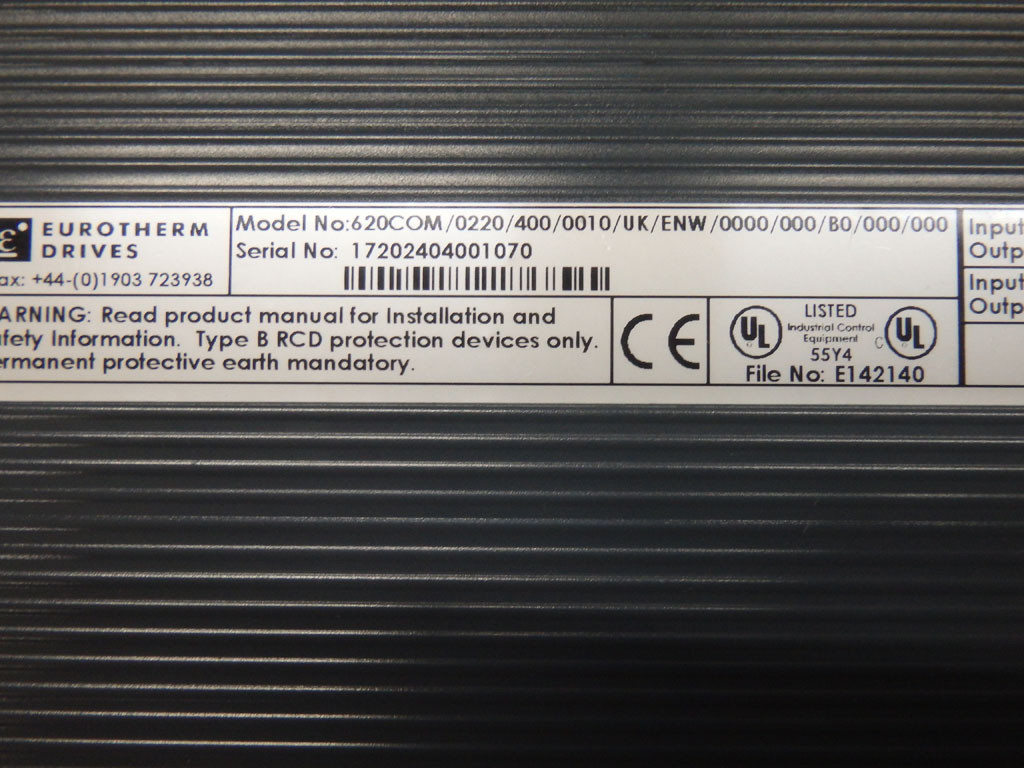 EUROTHERM
DRIVES
ax: +44-(0)1903 723938
Model No:620COM/0220/400/0010/UK/ENW/0000/000/B0/000/000
Serial No: 17202404001070
ARNING: Read product manual for Installation and
afety Information. Type B RCD protection devices only.
ermanent protective earth mandatory.
CE
UL
LISTED
Industrial Control
Equipment
55Y4
C UL
File No: E142140
Input
Outp
Input
Outp